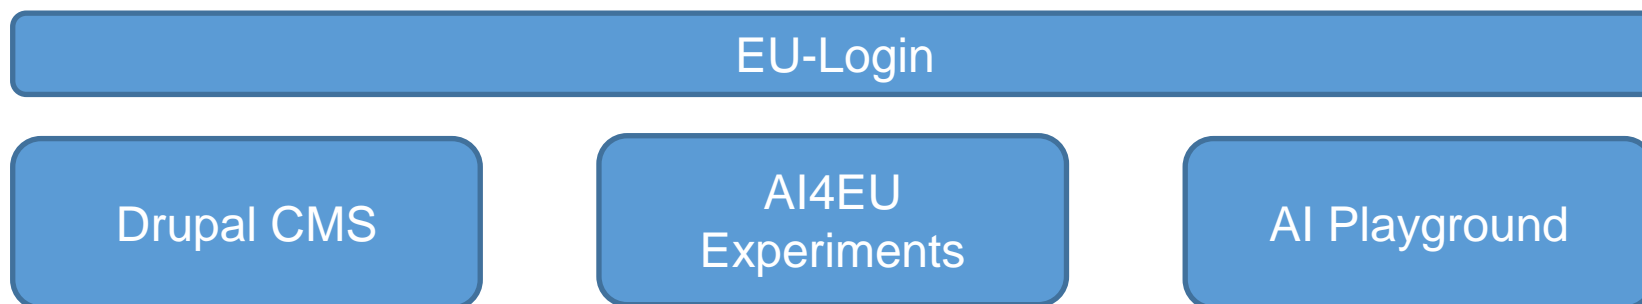 EU-Login
Drupal CMS
AI4EU
Experiments
AI Playground